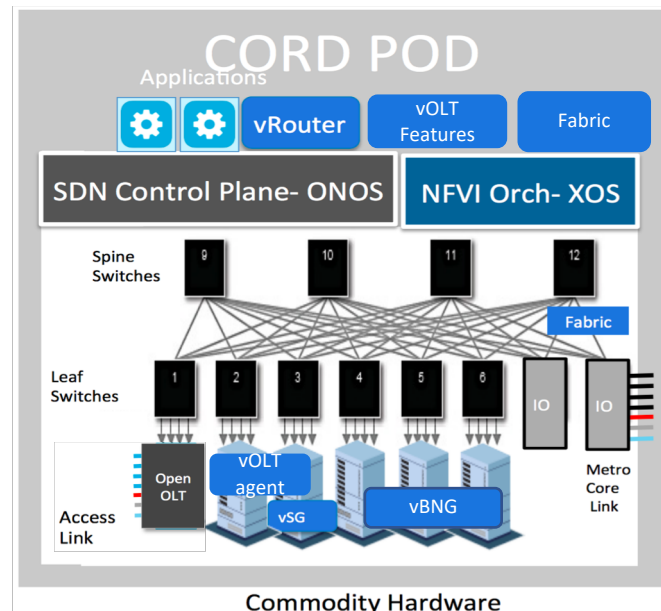 CORD POD
Applications
vRouter
vOLT
Features
Fabric
SDN Control Plane- ONOS
NFVI Orch- XOS
Spine
Switches
9
10
11
12
Fabric
Leaf
Switches
1
2
3
4
5
6
IO
IO
Open
OLT
vOLT
agent
vSG
vBNG
Metro
Core
Link
Access
Link
Commodity Hardware